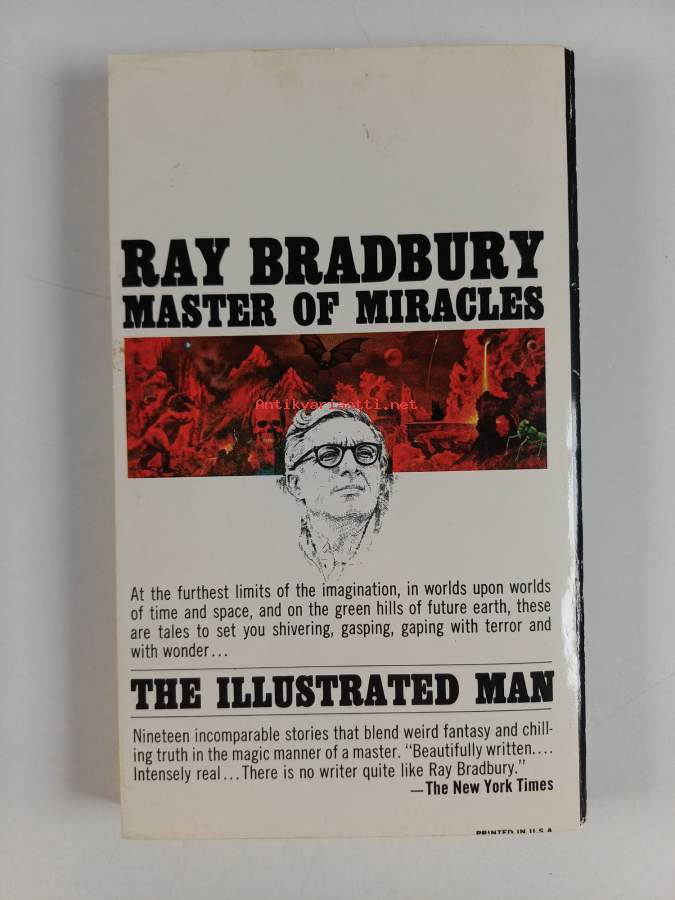 RAY BRADBURY
MASTER OF MIRACLES
Antikvariaatti.net
At the furthest limits of the imagination, in worlds upon worlds
of time and space, and on the green hills of future earth, these
are tales to set you shivering, gasping, gaping with terror and
with wonder...
THE ILLUSTRATED MAN
Nineteen incomparable stories that blend weird fantasy and chill-
ing truth in the magic manner of a master. “Beautifully written....
Intensely real...There is no writer quite like Ray Bradbury.”
—The New York Times
PRINTED IN U.S.A.